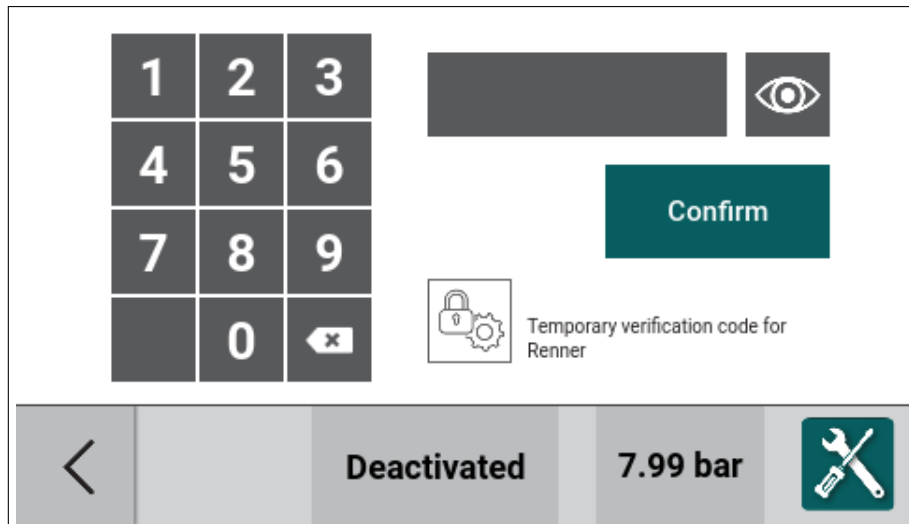 1 2 3
4 5 6
7 8 9
0
Confirm
Temporary verification code for
Renner
Deactivated
7.99 bar